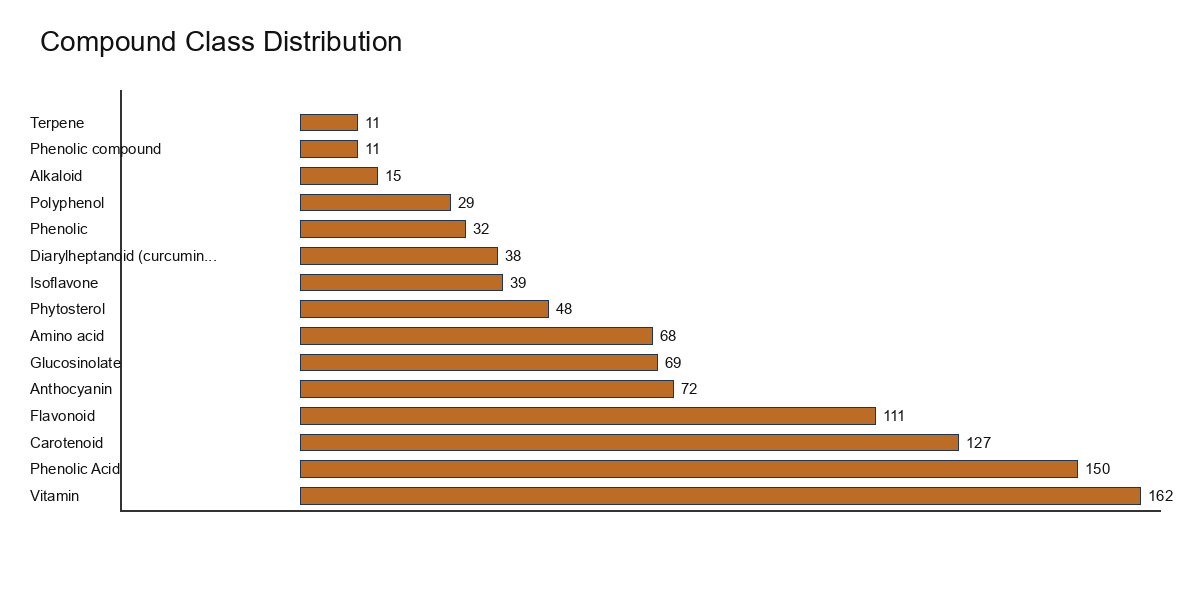 Compound Class Distribution
Terpene 11
Phenolic compound 11
Alkaloid 15
Polyphenol 29
Phenolic 32
Diarylheptanoid (curcumin... 38
Isoflavone 39
Phytosterol 48
Amino acid 68
Glucosinolate 69
Anthocyanin 72
Flavonoid 111
Carotenoid 127
Phenolic Acid 150
Vitamin 162